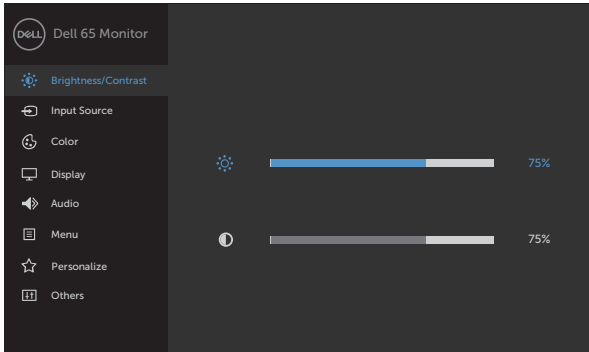 DELL
Dell 65 Monitor
Brightness/Contrast
Input Source
Color
Display
Audio
Menu
Personalize
Others
75%
75%